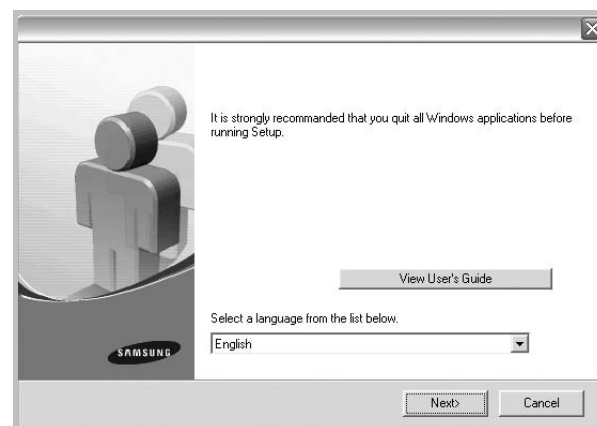 It is strongly recommanded that you quit all Windows applications before
running Setup.
View User's Guide
Select a language from the list below.
English
SAMSUNG
Next>
Cancel